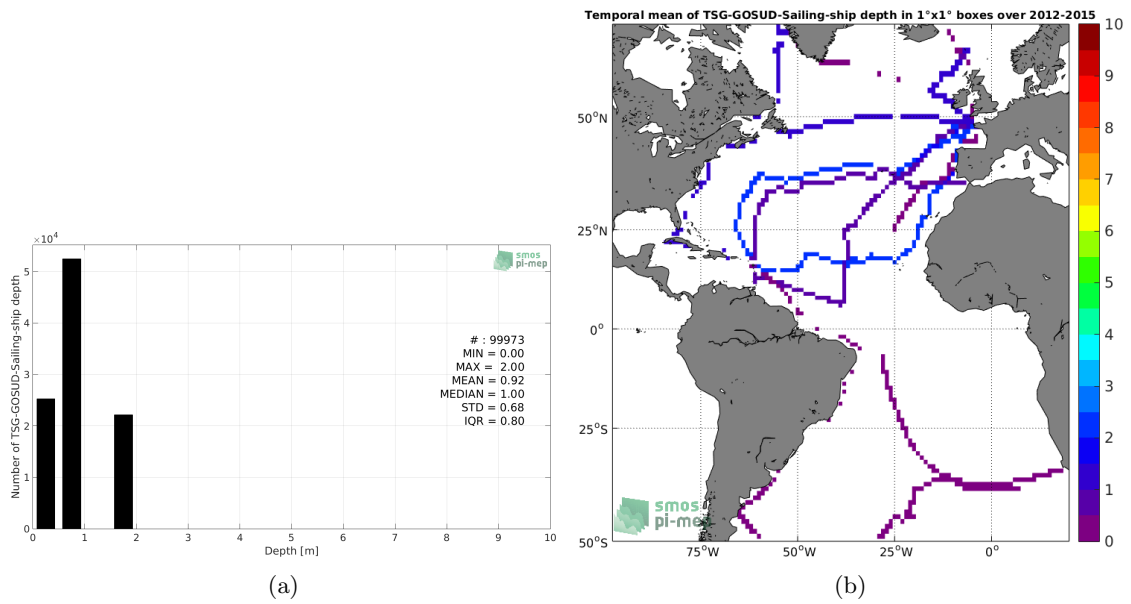 ×10⁴
5
4
3
2
1
0
Number of TSG-GOSUD-Sailing-ship depth
smos
pi-mep
# : 99973
MIN = 0.00
MAX = 2.00
MEAN = 0.92
MEDIAN = 1.00
STD = 0.68
IQR = 0.80
0 1 2 3 4 5 6 7 8 9 10
Depth [m]
(a)
Temporal mean of TSG-GOSUD-Sailing-ship depth in 1°x1° boxes over 2012-2015
50°N
25°N
0°
25°S
50°S
smos
pi-mep
75°W 50°W 25°W 0°
10
9
8
7
6
5
4
3
2
1
0
(b)